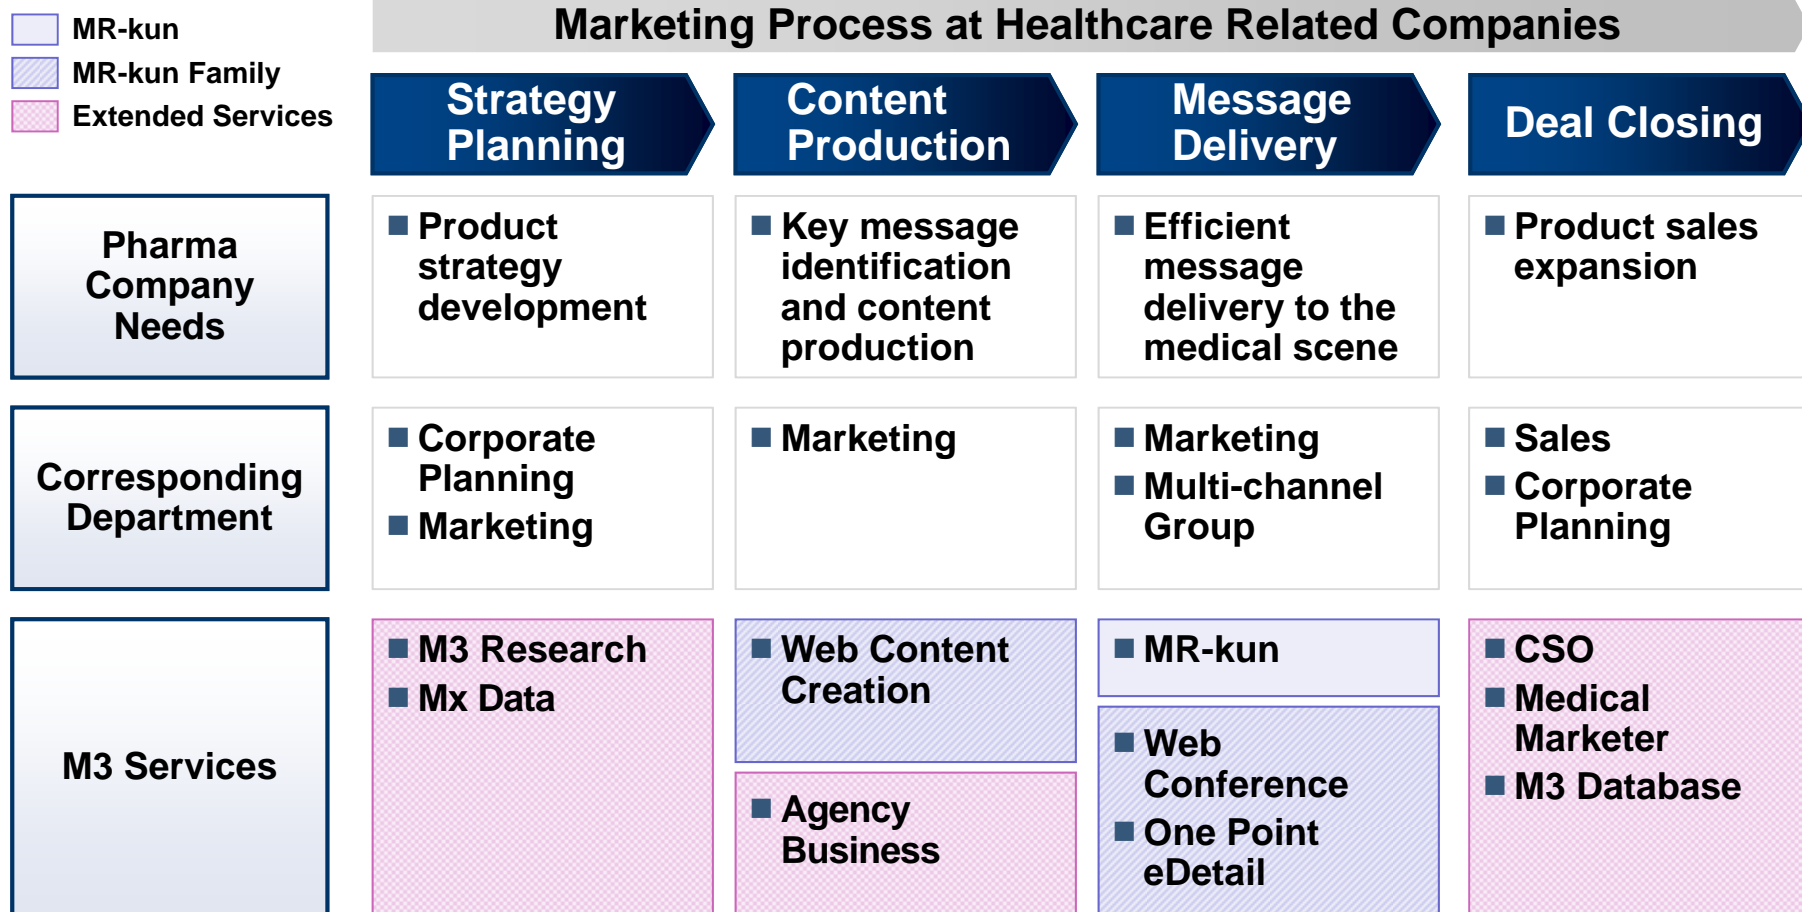 MR-kun
MR-kun Family
Extended Services
Marketing Process at Healthcare Related Companies
Strategy
Planning
Content
Production
Message
Delivery
Deal Closing
Pharma
Company
Needs
Product
strategy
development
Key message
identification
and content
production
Efficient
message
delivery to the
medical scene
Product sales
expansion
Corresponding
Department
Corporate
Planning
Marketing
Marketing
Marketing
Multi-channel
Group
Sales
Corporate
Planning
M3 Services
M3 Research
Mx Data
Web Content
Creation
Agency
Business
MR-kun
Web
Conference
One Point
eDetail
CSO
Medical
Marketer
M3 Database